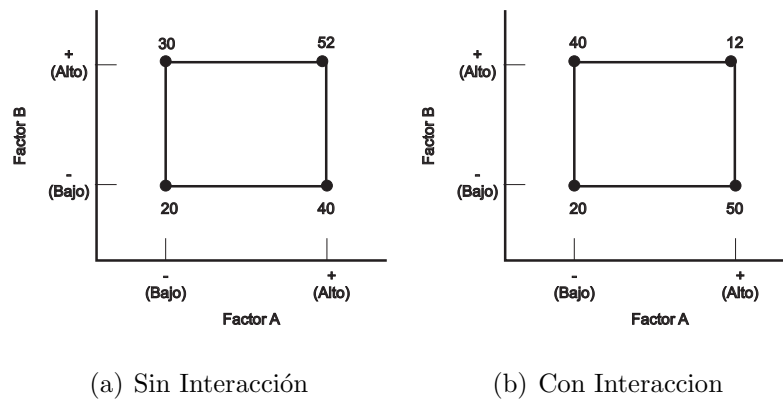 30
52
+
(Alto)
Factor B
-
(Bajo)
20
40
-
(Bajo)
+
(Alto)
Factor A
(a) Sin Interacción
40
12
+
(Alto)
Factor B
-
(Bajo)
20
50
-
(Bajo)
+
(Alto)
Factor A
(b) Con Interaccion